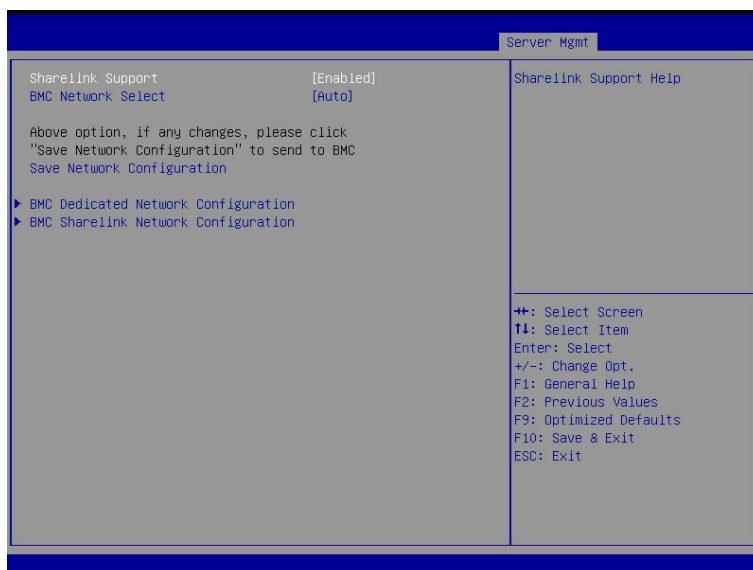 Server Mgmt
Sharelink Support [Enabled]
BMC Network Select [Auto]
Above option, if any changes, please click
"Save Network Configuration" to send to BMC
Save Network Configuration
BMC Dedicated Network Configuration
BMC Sharelink Network Configuration
Sharelink Support Help
→←: Select Screen
↑↓: Select Item
Enter: Select
+/-: Change Opt.
F1: General Help
F2: Previous Values
F9: Optimized Defaults
F10: Save & Exit
ESC: Exit